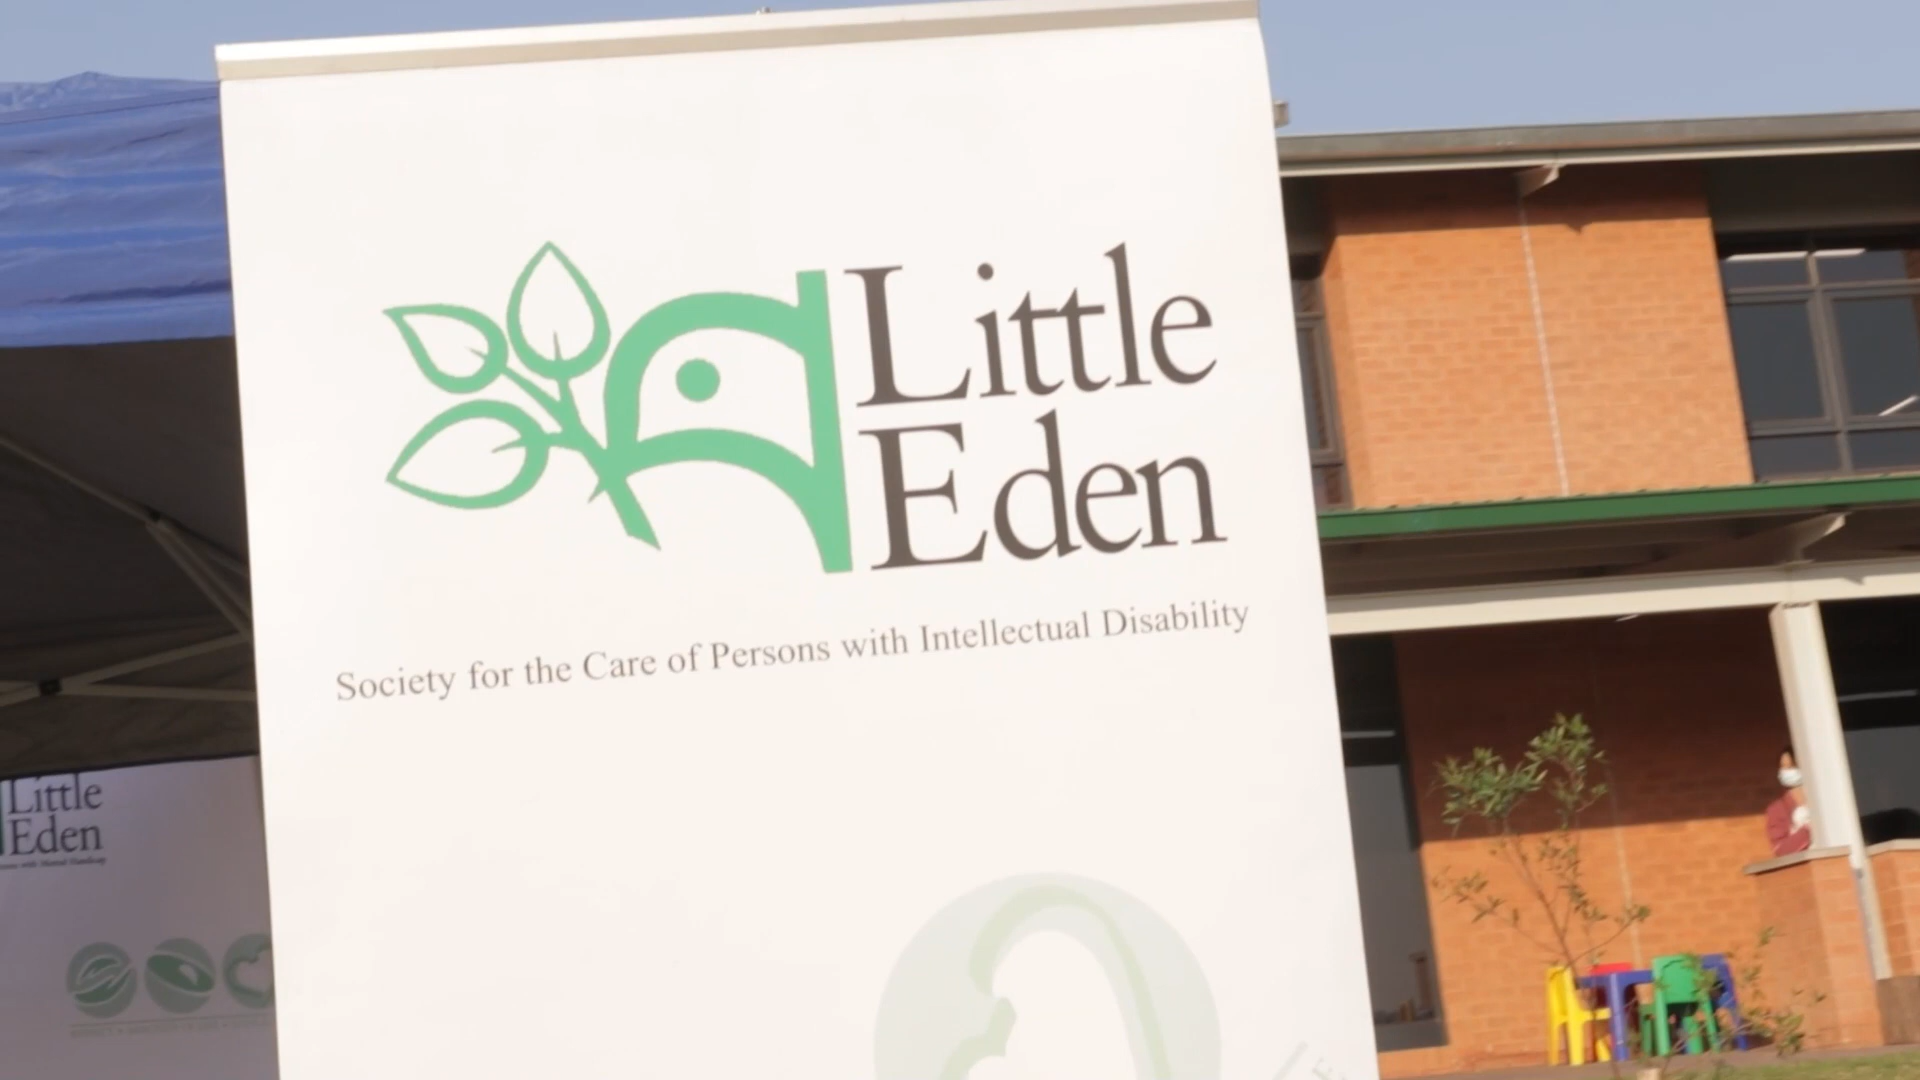 Little
Eden
Society for the Care of Persons with Intellectual Disability
Little
Eden